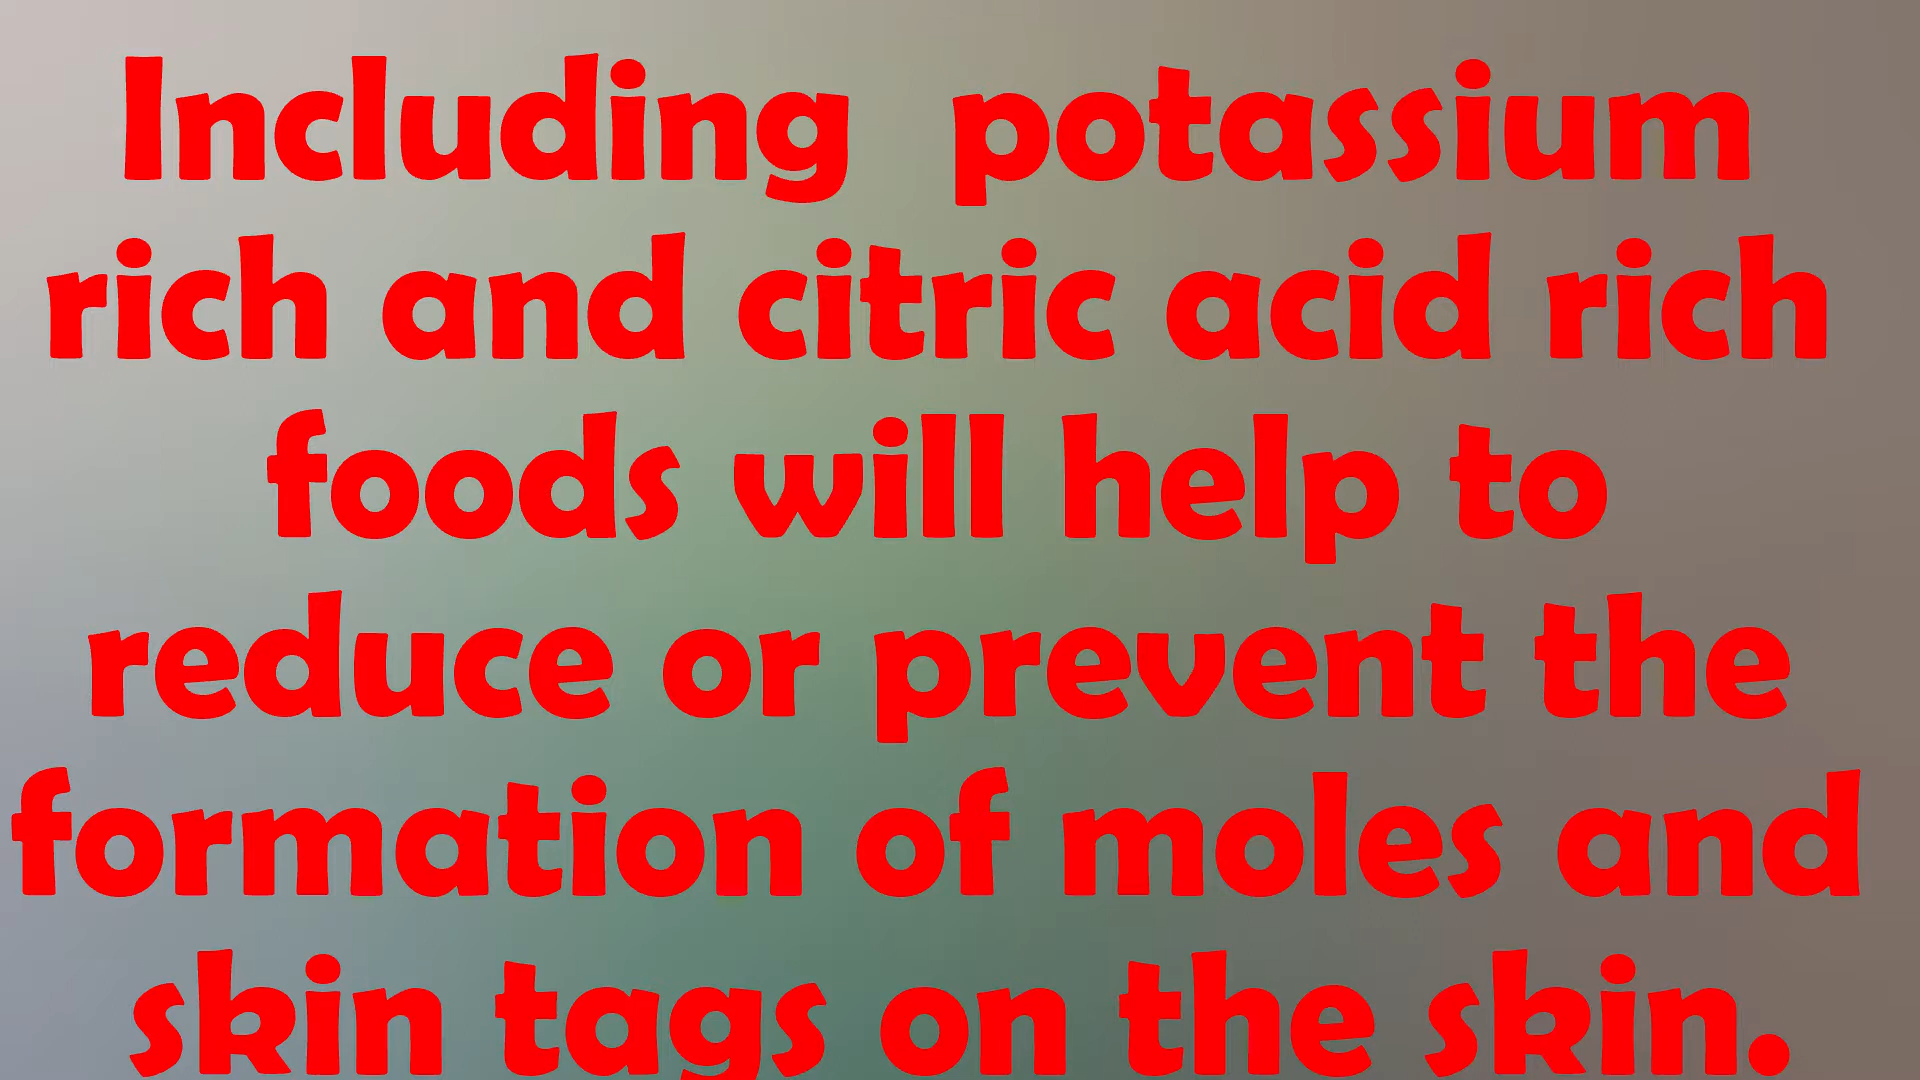 Including  potassium
rich and citric acid rich
foods will help to
reduce or prevent the
formation of moles and
skin tags on the skin.